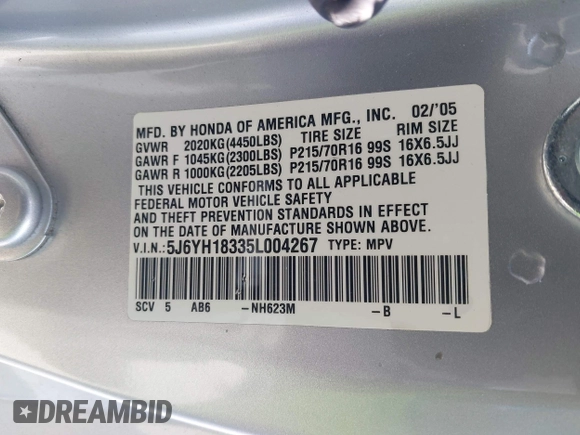 MFD. BY HONDA OF AMERICA MFG., INC. 02/'05
GVWR 2020KG(4450LBS) TIRE SIZE RIM SIZE
GAWR F 1045KG(2300LBS) P215/70R16 99S 16X6.5JJ
GAWR R 1000KG(2205LBS) P215/70R16 99S 16X6.5JJ
THIS VEHICLE CONFORMS TO ALL APPLICABLE
FEDERAL MOTOR VEHICLE SAFETY
AND THEFT PREVENTION STANDARDS IN EFFECT
ON THE DATE OF MANUFACTURE SHOWN ABOVE.
V.I.N.: 5J6YH18335L004267 TYPE: MPV
SCV 5 AB6 -NH623M -B -L
DREAMBID